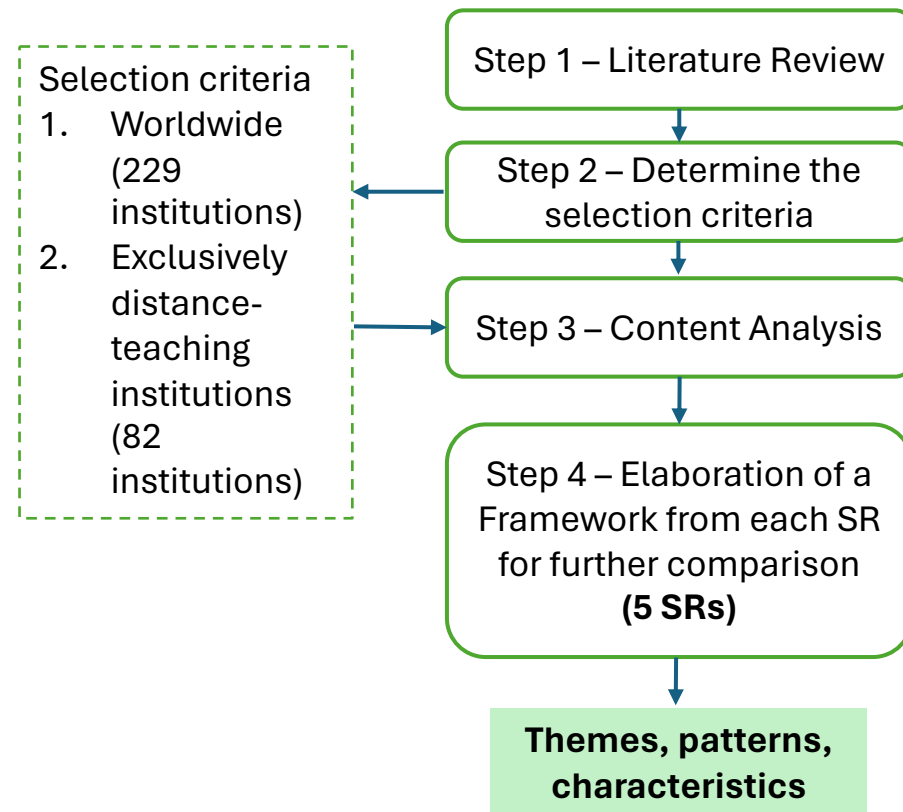 Step 1 – Literature Review
Step 2 – Determine the
selection criteria
Selection criteria
1. Worldwide
(229
institutions)
2. Exclusively
distance-
teaching
institutions
(82
institutions)
Step 3 – Content Analysis
Step 4 – Elaboration of a
Framework from each SR
for further comparison
(5 SRs)
Themes, patterns,
characteristics